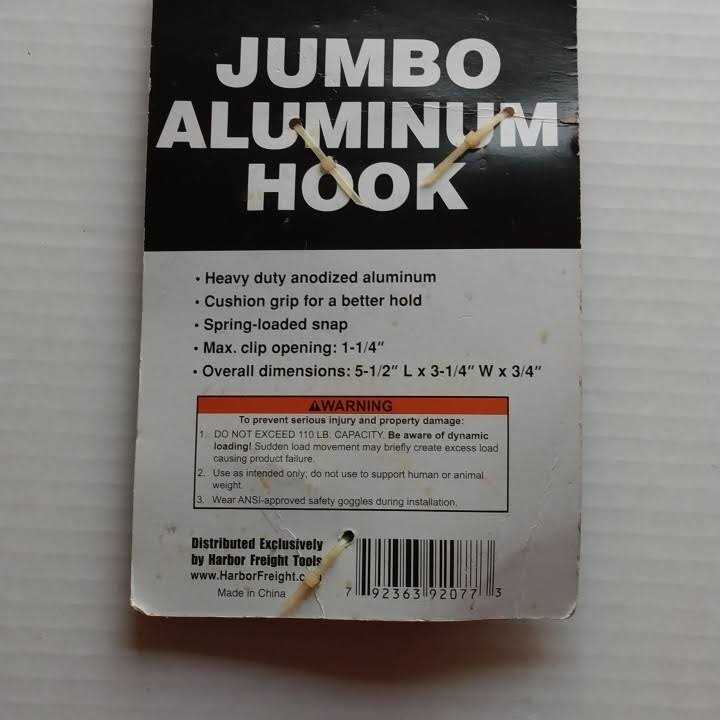 JUMBO
ALUMINUM
HOOK
• Heavy duty anodized aluminum
• Cushion grip for a better hold
• Spring-loaded snap
• Max. clip opening: 1-1/4"
• Overall dimensions: 5-1/2" L x 3-1/4" W x 3/4"
⚠WARNING
To prevent serious injury and property damage:
1. DO NOT EXCEED 110 LB. CAPACITY. Be aware of dynamic
loading! Sudden load movement may briefly create excess load
causing product failure.
2. Use as intended only; do not use to support human or animal
weight.
3. Wear ANSI-approved safety goggles during installation.
Distributed Exclusively
by Harbor Freight Tools
www.HarborFreight.com
Made in China
7 92363 92077 3